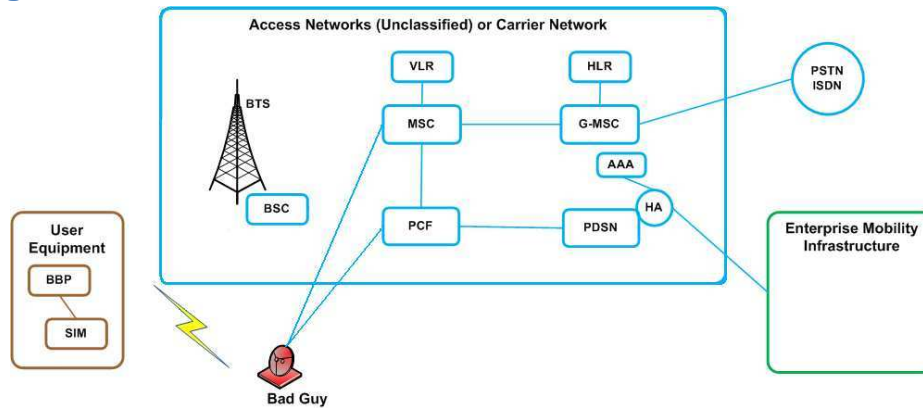 Access Networks (Unclassified) or Carrier Network
VLR
HLR
PSTN
ISDN
BTS
MSC
G-MSC
AAA
BSC
HA
PCF
PDSN
User
Equipment
Enterprise Mobility
Infrastructure
BBP
SIM
Bad Guy